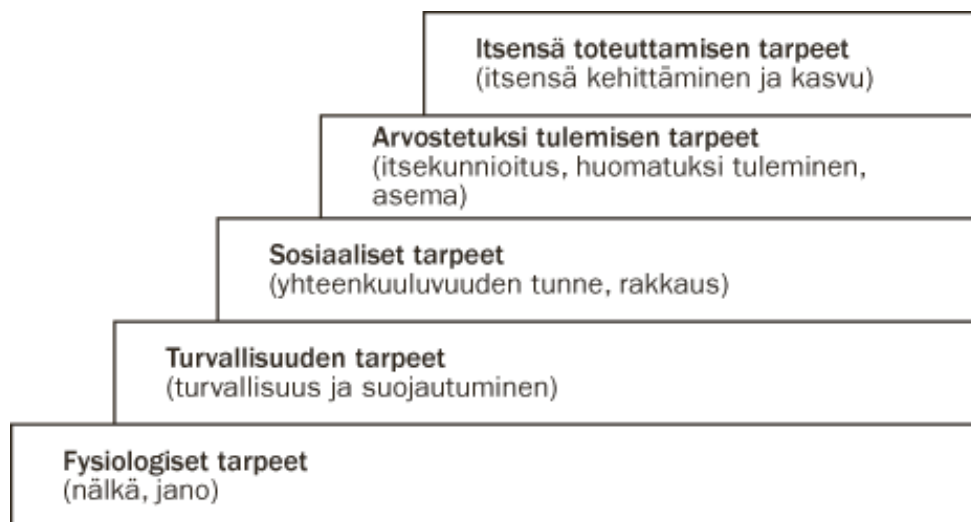 Itsensä toteuttamisen tarpeet
(itsensä kehittäminen ja kasvu)
Arvostetuksi tulemisen tarpeet
(itsekunnioitus, huomatuksi tuleminen,
asema)
Sosiaaliset tarpeet
(yhteenkuuluvuuden tunne, rakkaus)
Turvallisuuden tarpeet
(turvallisuus ja suojautuminen)
Fysiologiset tarpeet
(nälkä, jano)